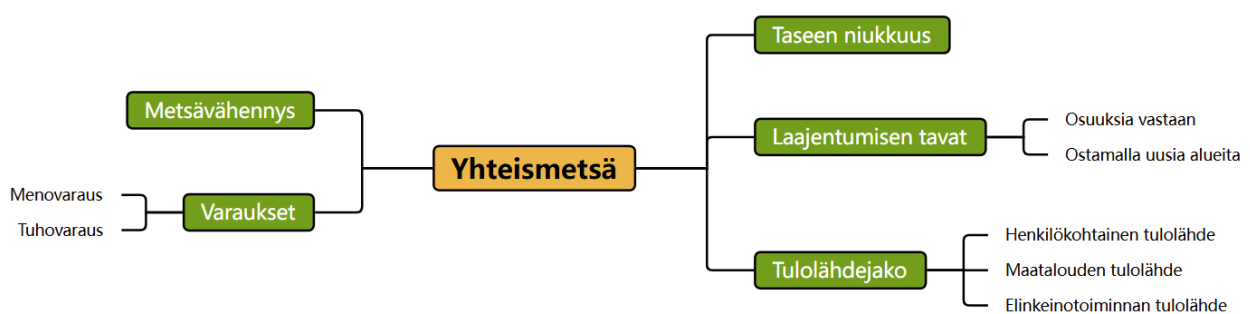 Yhteismetsä
Metsävähennys
Varaukset
Menovaraus
Tuhovaraus
Taseen niukkuus
Laajentumisen tavat
Osuuksia vastaan
Ostamalla uusia alueita
Tulolähdejako
Henkilökohtainen tulolähde
Maatalouden tulolähde
Elinkeinotoiminnan tulolähde